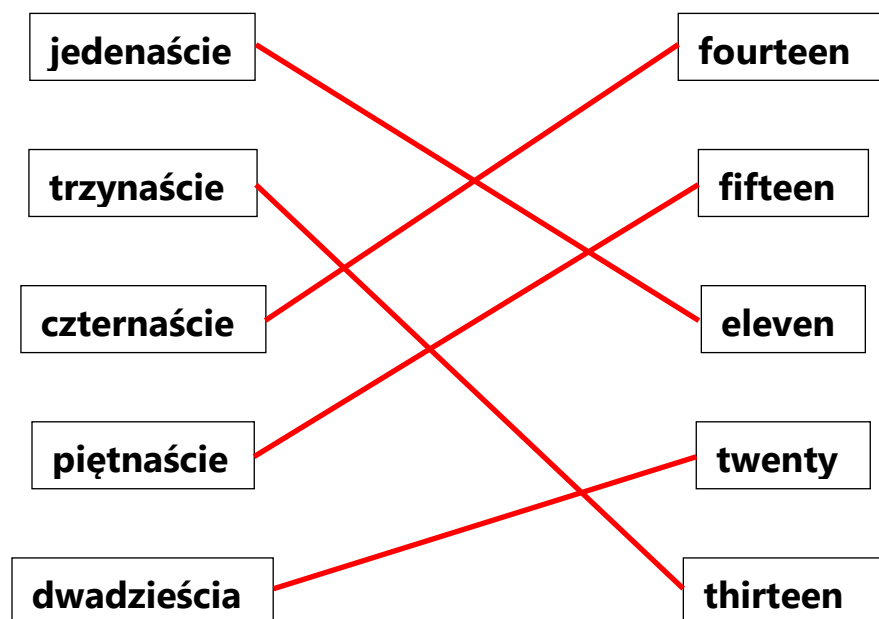 jedenaście
fourteen
trzynaście
fifteen
czternaście
eleven
piętnaście
twenty
dwadzieścia
thirteen